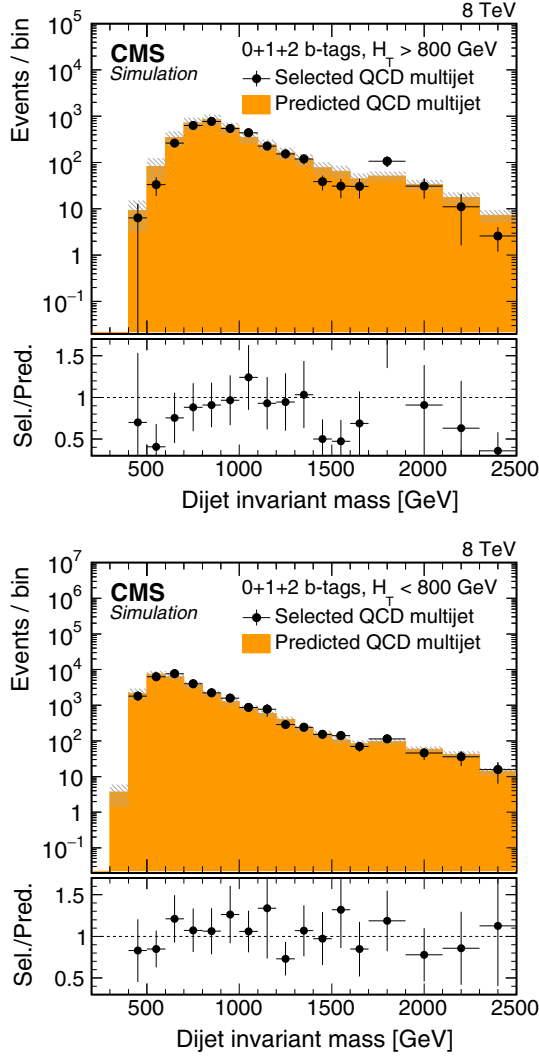 8 TeV
CMS
Simulation
0+1+2 b-tags, H_T > 800 GeV
Selected QCD multijet
Predicted QCD multijet
Events / bin
10^5
10^4
10^3
10^2
10
1
10^−1
Sel./Pred.
1.5
1
0.5
500 1000 1500 2000 2500
Dijet invariant mass [GeV]
8 TeV
CMS
Simulation
0+1+2 b-tags, H_T < 800 GeV
Selected QCD multijet
Predicted QCD multijet
Events / bin
10^7
10^6
10^5
10^4
10^3
10^2
10
1
10^−1
Sel./Pred.
1.5
1
0.5
500 1000 1500 2000 2500
Dijet invariant mass [GeV]